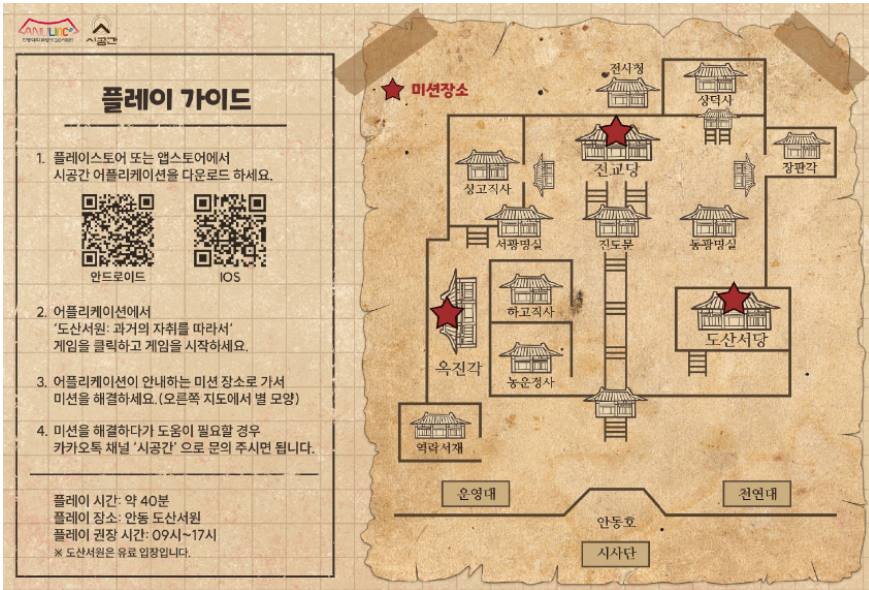 ANU LINC+
시공간
플레이 가이드
1. 플레이스토어 또는 앱스토어에서
시공간 어플리케이션을 다운로드 하세요.
안드로이드
IOS
2. 어플리케이션에서
'도산서원: 과거의 자취를 따라서'
게임을 클릭하고 게임을 시작하세요.
3. 어플리케이션이 안내하는 미션 장소로 가서
미션을 해결하세요.(오른쪽 지도에서 별 모양)
4. 미션을 해결하다가 도움이 필요할 경우
카카오톡 채널 '시공간' 으로 문의 주시면 됩니다.
플레이 시간: 약 40분
플레이 장소: 안동 도산서원
플레이 권장 시간: 09시~17시
※ 도산서원은 유료 입장입니다.
미션장소
전사청
상덕사
장판각
전교당
상고직사
서광명실
진도문
동광명실
하고직사
도산서당
옥진각
농운정사
역락서재
운영대
천연대
안동호
시사단